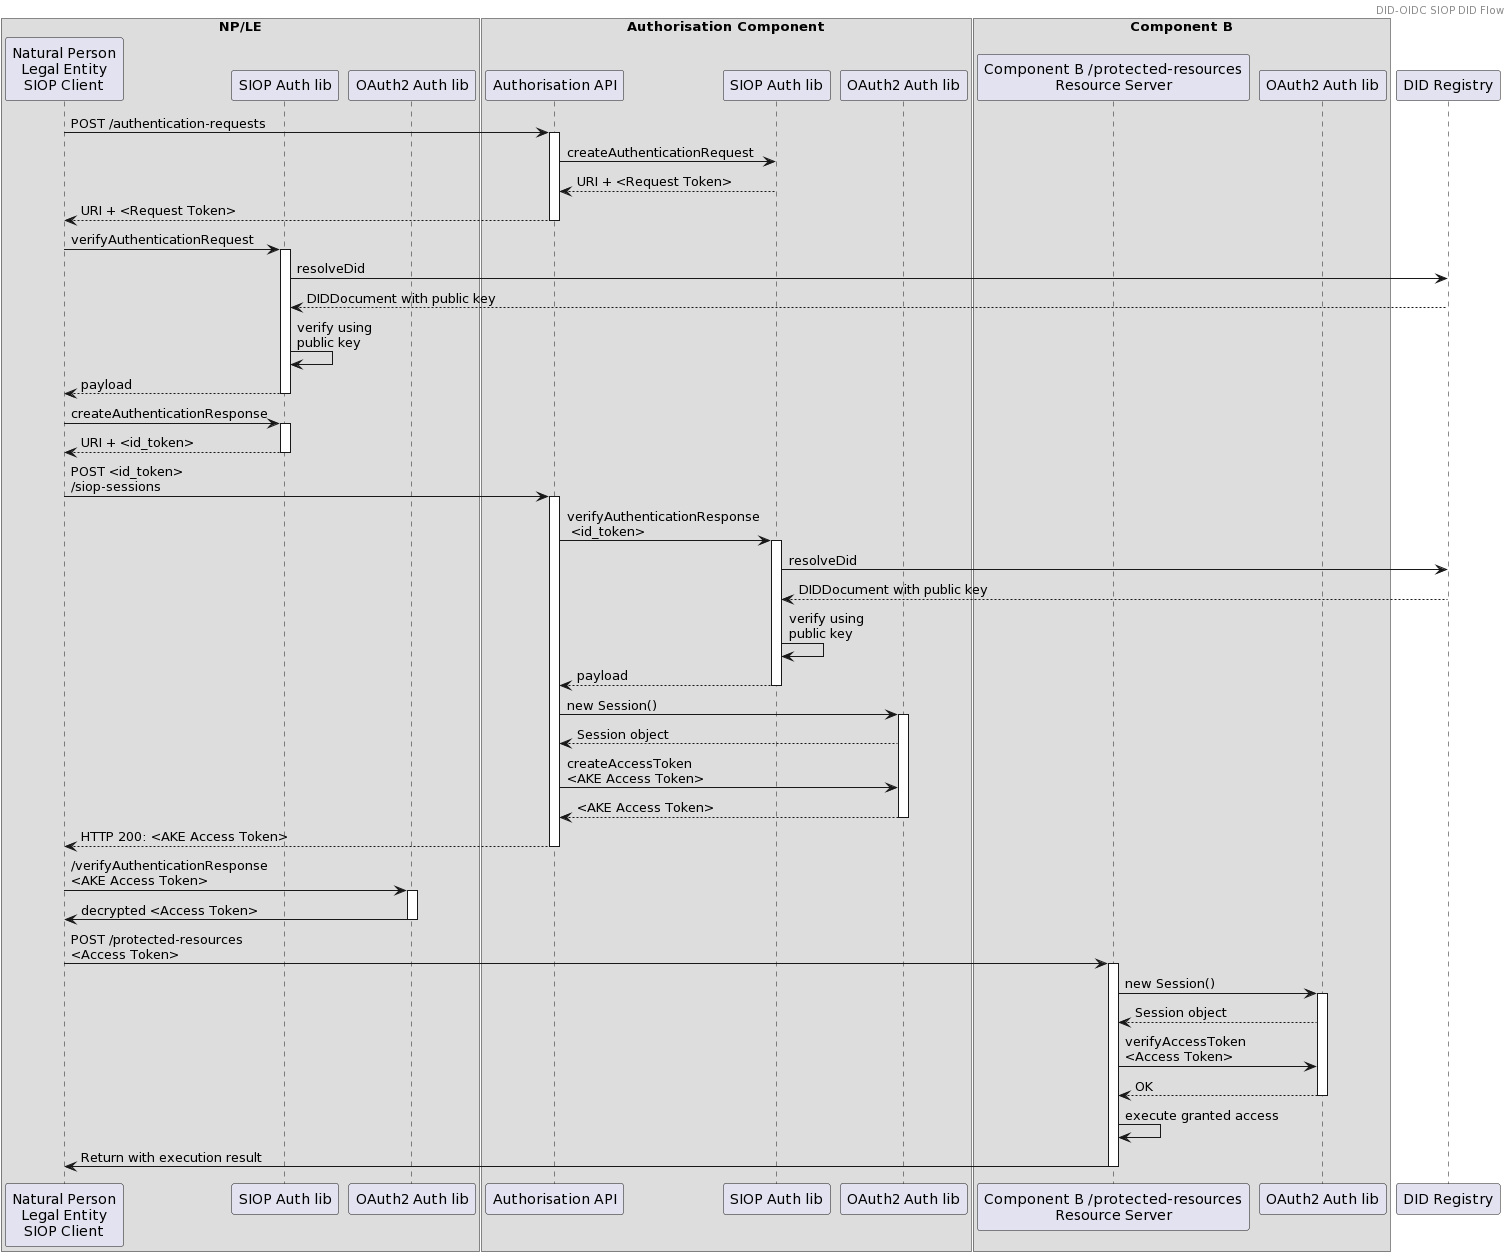 DID-OIDC SIOP DID Flow
NP/LE
Authorisation Component
Component B
Natural Person
Legal Entity
SIOP Client
SIOP Auth lib
OAuth2 Auth lib
Authorisation API
SIOP Auth lib
OAuth2 Auth lib
Component B /protected-resources
Resource Server
OAuth2 Auth lib
DID Registry
POST /authentication-requests
createAuthenticationRequest
URI + <Request Token>
URI + <Request Token>
verifyAuthenticationRequest
resolveDid
DIDDocument with public key
verify using
public key
payload
createAuthenticationResponse
URI + <id_token>
POST <id_token>
/siop-sessions
verifyAuthenticationResponse
<id_token>
resolveDid
DIDDocument with public key
verify using
public key
payload
new Session()
Session object
createAccessToken
<AKE Access Token>
<AKE Access Token>
HTTP 200: <AKE Access Token>
/verifyAuthenticationResponse
<AKE Access Token>
decrypted <Access Token>
POST /protected-resources
<Access Token>
new Session()
Session object
verifyAccessToken
<Access Token>
OK
execute granted access
Return with execution result
Natural Person
Legal Entity
SIOP Client
SIOP Auth lib
OAuth2 Auth lib
Authorisation API
SIOP Auth lib
OAuth2 Auth lib
Component B /protected-resources
Resource Server
OAuth2 Auth lib
DID Registry